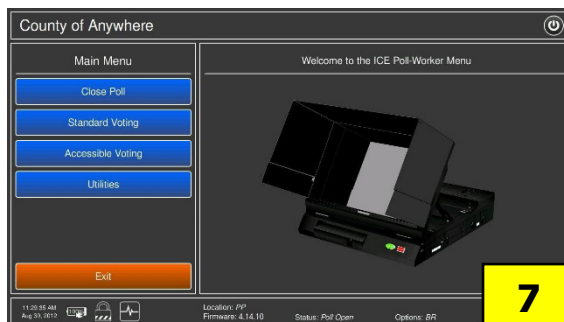 County of Anywhere
Main Menu
Welcome to the ICE Poll-Worker Menu
Close Poll
Standard Voting
Accessible Voting
Utilities
Exit
11:29:35 AM
Aug 30, 2012
100%
Location: PP
Firmware: 4.14.10
Status: Poll Open
Options: BR
7